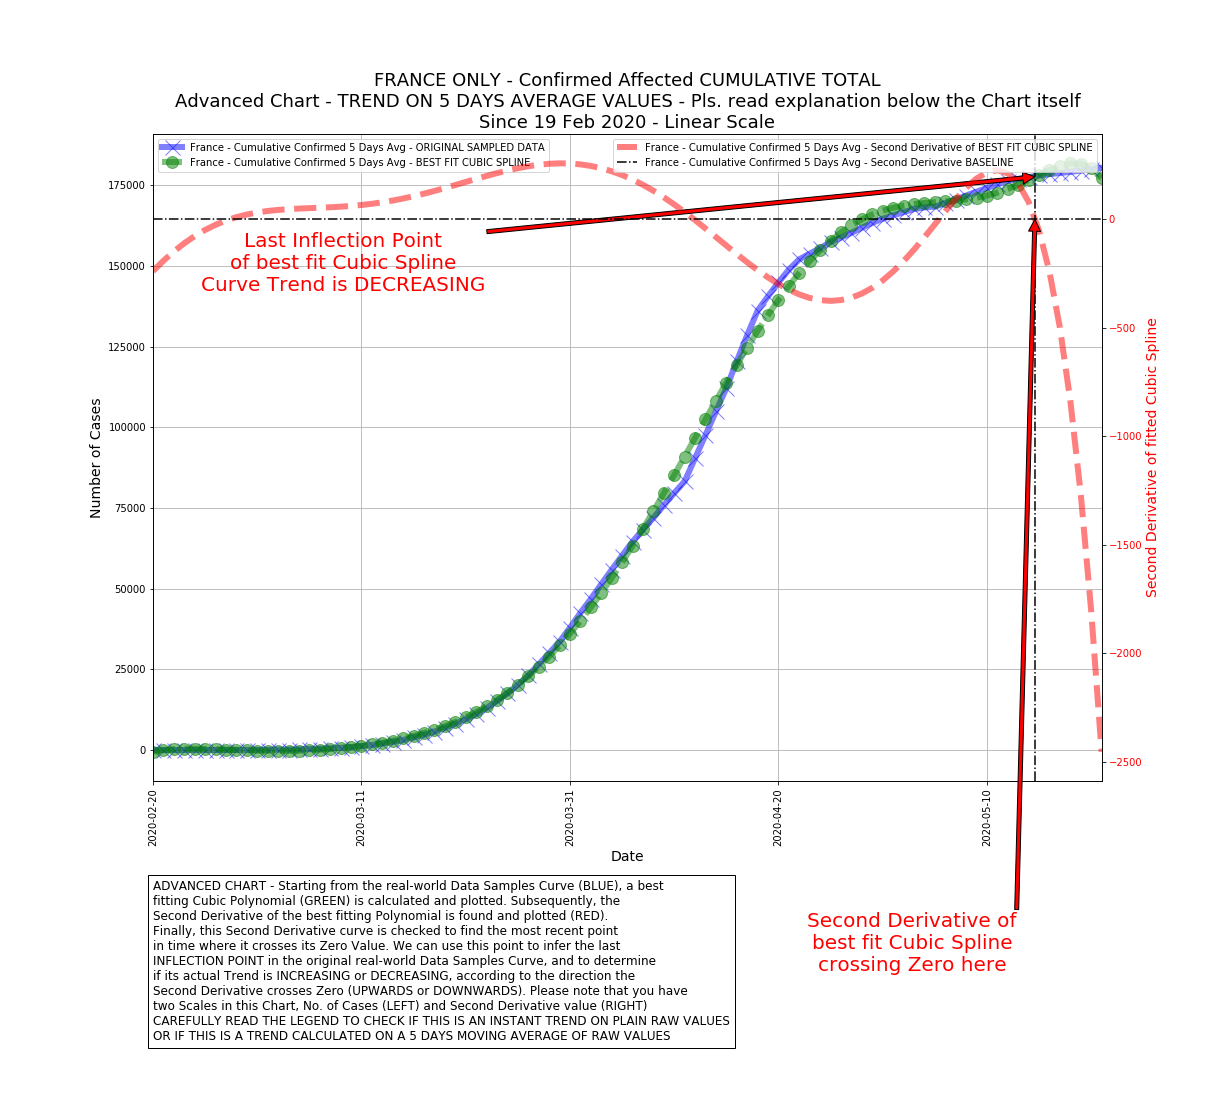 FRANCE ONLY - Confirmed Affected CUMULATIVE TOTAL
Advanced Chart - TREND ON 5 DAYS AVERAGE VALUES - Pls. read explanation below the Chart itself
Since 19 Feb 2020 - Linear Scale
France - Cumulative Confirmed 5 Days Avg - ORIGINAL SAMPLED DATA
France - Cumulative Confirmed 5 Days Avg - BEST FIT CUBIC SPLINE
France - Cumulative Confirmed 5 Days Avg - Second Derivative of BEST FIT CUBIC SPLINE
France - Cumulative Confirmed 5 Days Avg - Second Derivative BASELINE
Last Inflection Point
of best fit Cubic Spline
Curve Trend is DECREASING
Number of Cases
175000
150000
125000
100000
75000
50000
25000
0
0
−500
−1000
−1500
−2000
−2500
Second Derivative of fitted Cubic Spline
2020-02-20
2020-03-11
2020-03-31
2020-04-20
2020-05-10
Date
Second Derivative of
best fit Cubic Spline
crossing Zero here
ADVANCED CHART - Starting from the real-world Data Samples Curve (BLUE), a best
fitting Cubic Polynomial (GREEN) is calculated and plotted. Subsequently, the
Second Derivative of the best fitting Polynomial is found and plotted (RED).
Finally, this Second Derivative curve is checked to find the most recent point
in time where it crosses its Zero Value. We can use this point to infer the last
INFLECTION POINT in the original real-world Data Samples Curve, and to determine
if its actual Trend is INCREASING or DECREASING, according to the direction the
Second Derivative crosses Zero (UPWARDS or DOWNWARDS). Please note that you have
two Scales in this Chart, No. of Cases (LEFT) and Second Derivative value (RIGHT)
CAREFULLY READ THE LEGEND TO CHECK IF THIS IS AN INSTANT TREND ON PLAIN RAW VALUES
OR IF THIS IS A TREND CALCULATED ON A 5 DAYS MOVING AVERAGE OF RAW VALUES